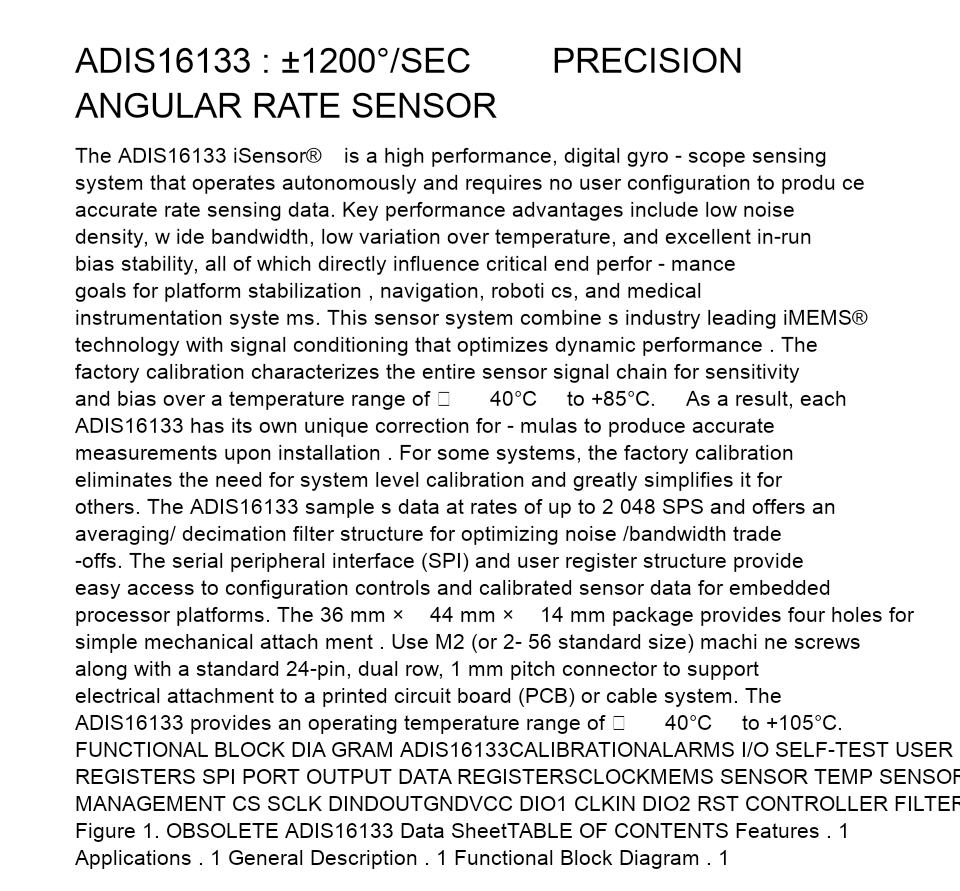 ADIS16133 : ±1200°/SEC PRECISION
ANGULAR RATE SENSOR
The ADIS16133 iSensor® is a high performance, digital gyro - scope sensing
system that operates autonomously and requires no user configuration to produ ce
accurate rate sensing data. Key performance advantages include low noise
density, w ide bandwidth, low variation over temperature, and excellent in-run
bias stability, all of which directly influence critical end perfor - mance
goals for platform stabilization , navigation, roboti cs, and medical
instrumentation syste ms. This sensor system combine s industry leading iMEMS®
technology with signal conditioning that optimizes dynamic performance . The
factory calibration characterizes the entire sensor signal chain for sensitivity
and bias over a temperature range of □ 40°C to +85°C. As a result, each
ADIS16133 has its own unique correction for - mulas to produce accurate
measurements upon installation . For some systems, the factory calibration
eliminates the need for system level calibration and greatly simplifies it for
others. The ADIS16133 sample s data at rates of up to 2 048 SPS and offers an
averaging/ decimation filter structure for optimizing noise /bandwidth trade
-offs. The serial peripheral interface (SPI) and user register structure provide
easy access to configuration controls and calibrated sensor data for embedded
processor platforms. The 36 mm × 44 mm × 14 mm package provides four holes for
simple mechanical attach ment . Use M2 (or 2- 56 standard size) machi ne screws
along with a standard 24-pin, dual row, 1 mm pitch connector to support
electrical attachment to a printed circuit board (PCB) or cable system. The
ADIS16133 provides an operating temperature range of □ 40°C to +105°C.
FUNCTIONAL BLOCK DIA GRAM ADIS16133CALIBRATIONALARMS I/O SELF-TEST USER
REGISTERS SPI PORT OUTPUT DATA REGISTERSCLOCKMEMS SENSOR TEMP SENSOR
MANAGEMENT CS SCLK DINDOUTGNDVCC DIO1 CLKIN DIO2 RST CONTROLLER FILTER
Figure 1. OBSOLETE ADIS16133 Data SheetTABLE OF CONTENTS Features . 1
Applications . 1 General Description . 1 Functional Block Diagram . 1